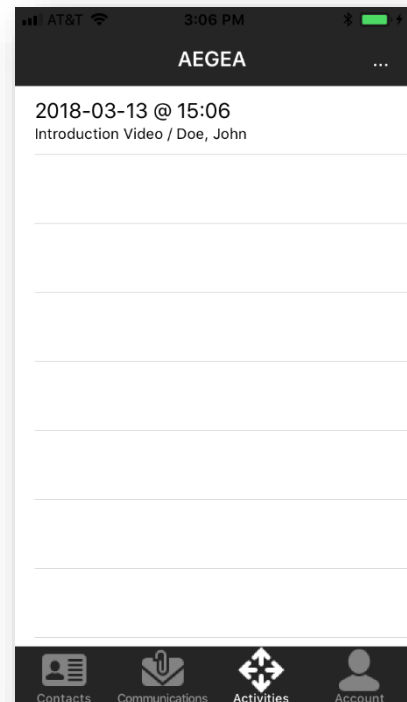 AT&T 3:06 PM
AEGEA ...
2018-03-13 @ 15:06
Introduction Video / Doe, John
Contacts Communications Activities Account